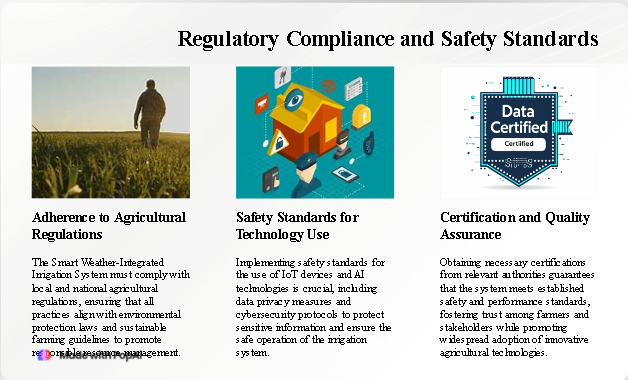 Regulatory Compliance and Safety Standards
Data
Certified
Certified
Adherence to Agricultural
Regulations
The Smart Weather-Integrated
Irrigation System must comply with
local and national agricultural
regulations, ensuring that all
practices align with environmental
protection laws and sustainable
farming guidelines to promote
responsible resource management.
Made with PopAi
Safety Standards for
Technology Use
Implementing safety standards for
the use of IoT devices and AI
technologies is crucial, including
data privacy measures and
cybersecurity protocols to protect
sensitive information and ensure the
safe operation of the irrigation
system.
Certification and Quality
Assurance
Obtaining necessary certifications
from relevant authorities guarantees
that the system meets established
safety and performance standards,
fostering trust among farmers and
stakeholders while promoting
widespread adoption of innovative
agricultural technologies.